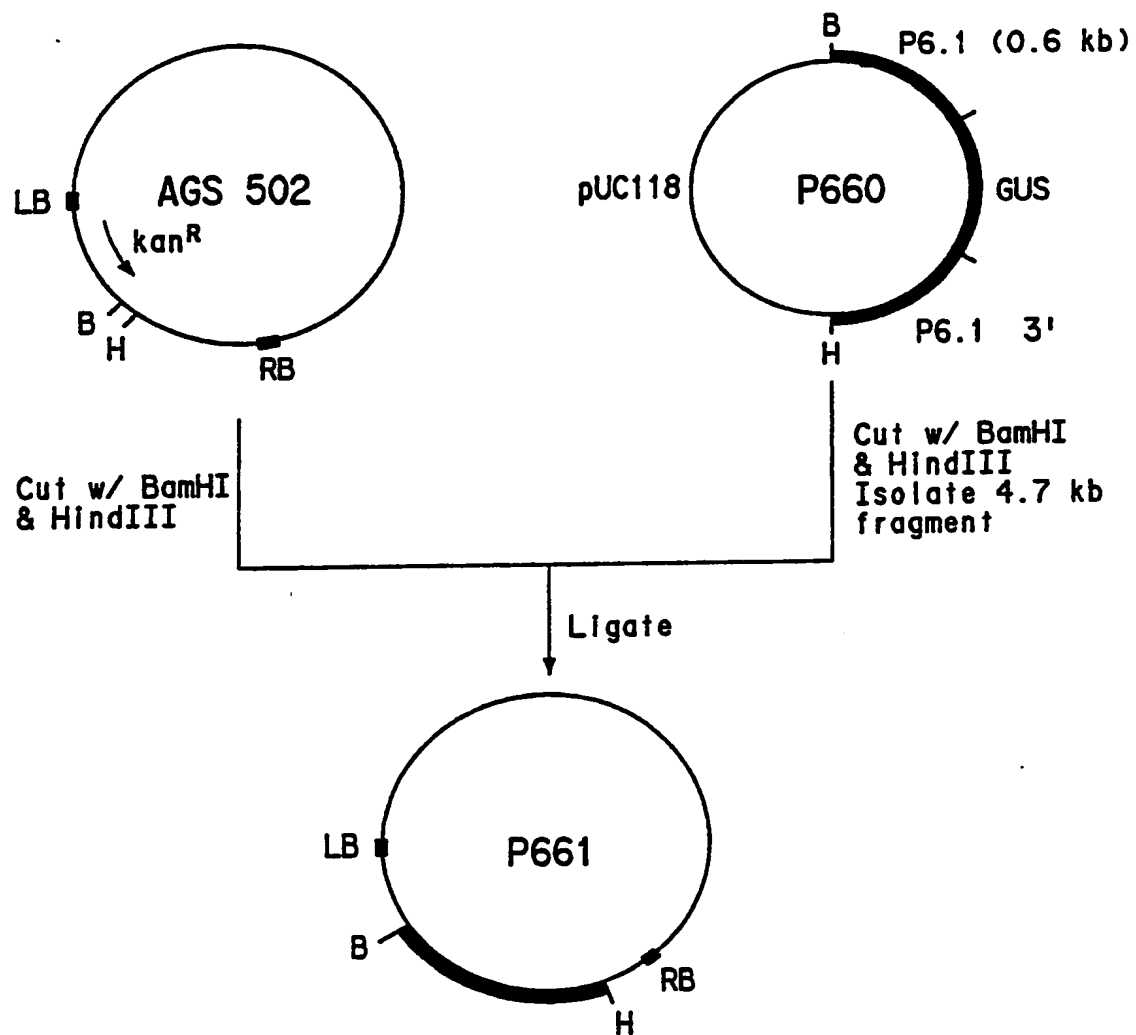 AGS 502
LB
kanR
B
H
RB
B
P6.1 (0.6 kb)
pUC118
P660
GUS
P6.1 3'
H
Cut w/ BamHI
& HindIII
Cut w/ BamHI
& HindIII
Isolate 4.7 kb
fragment
Ligate
LB
P661
B
RB
H